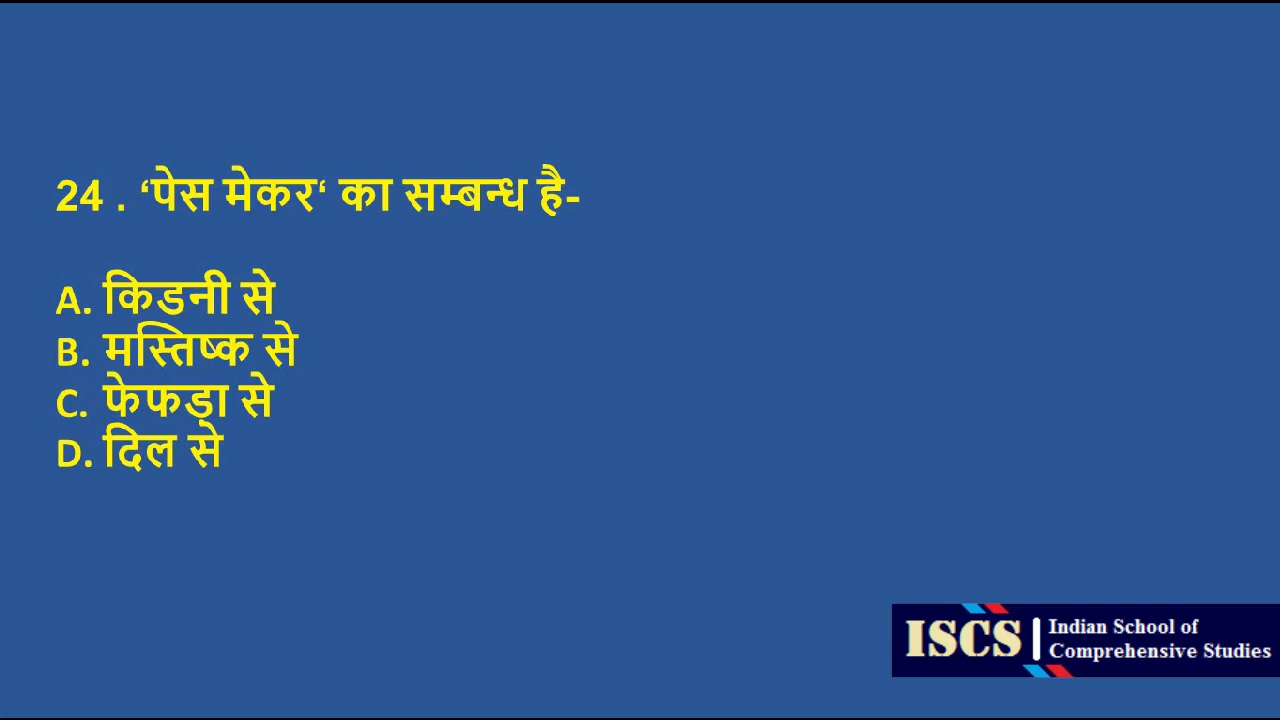 24 . ‘पेस मेकर‘ का सम्बन्ध है-
A. किडनी से
B. मस्तिष्क से
C. फेफड़ा से
D. दिल से
ISCS
Indian School of
Comprehensive Studies